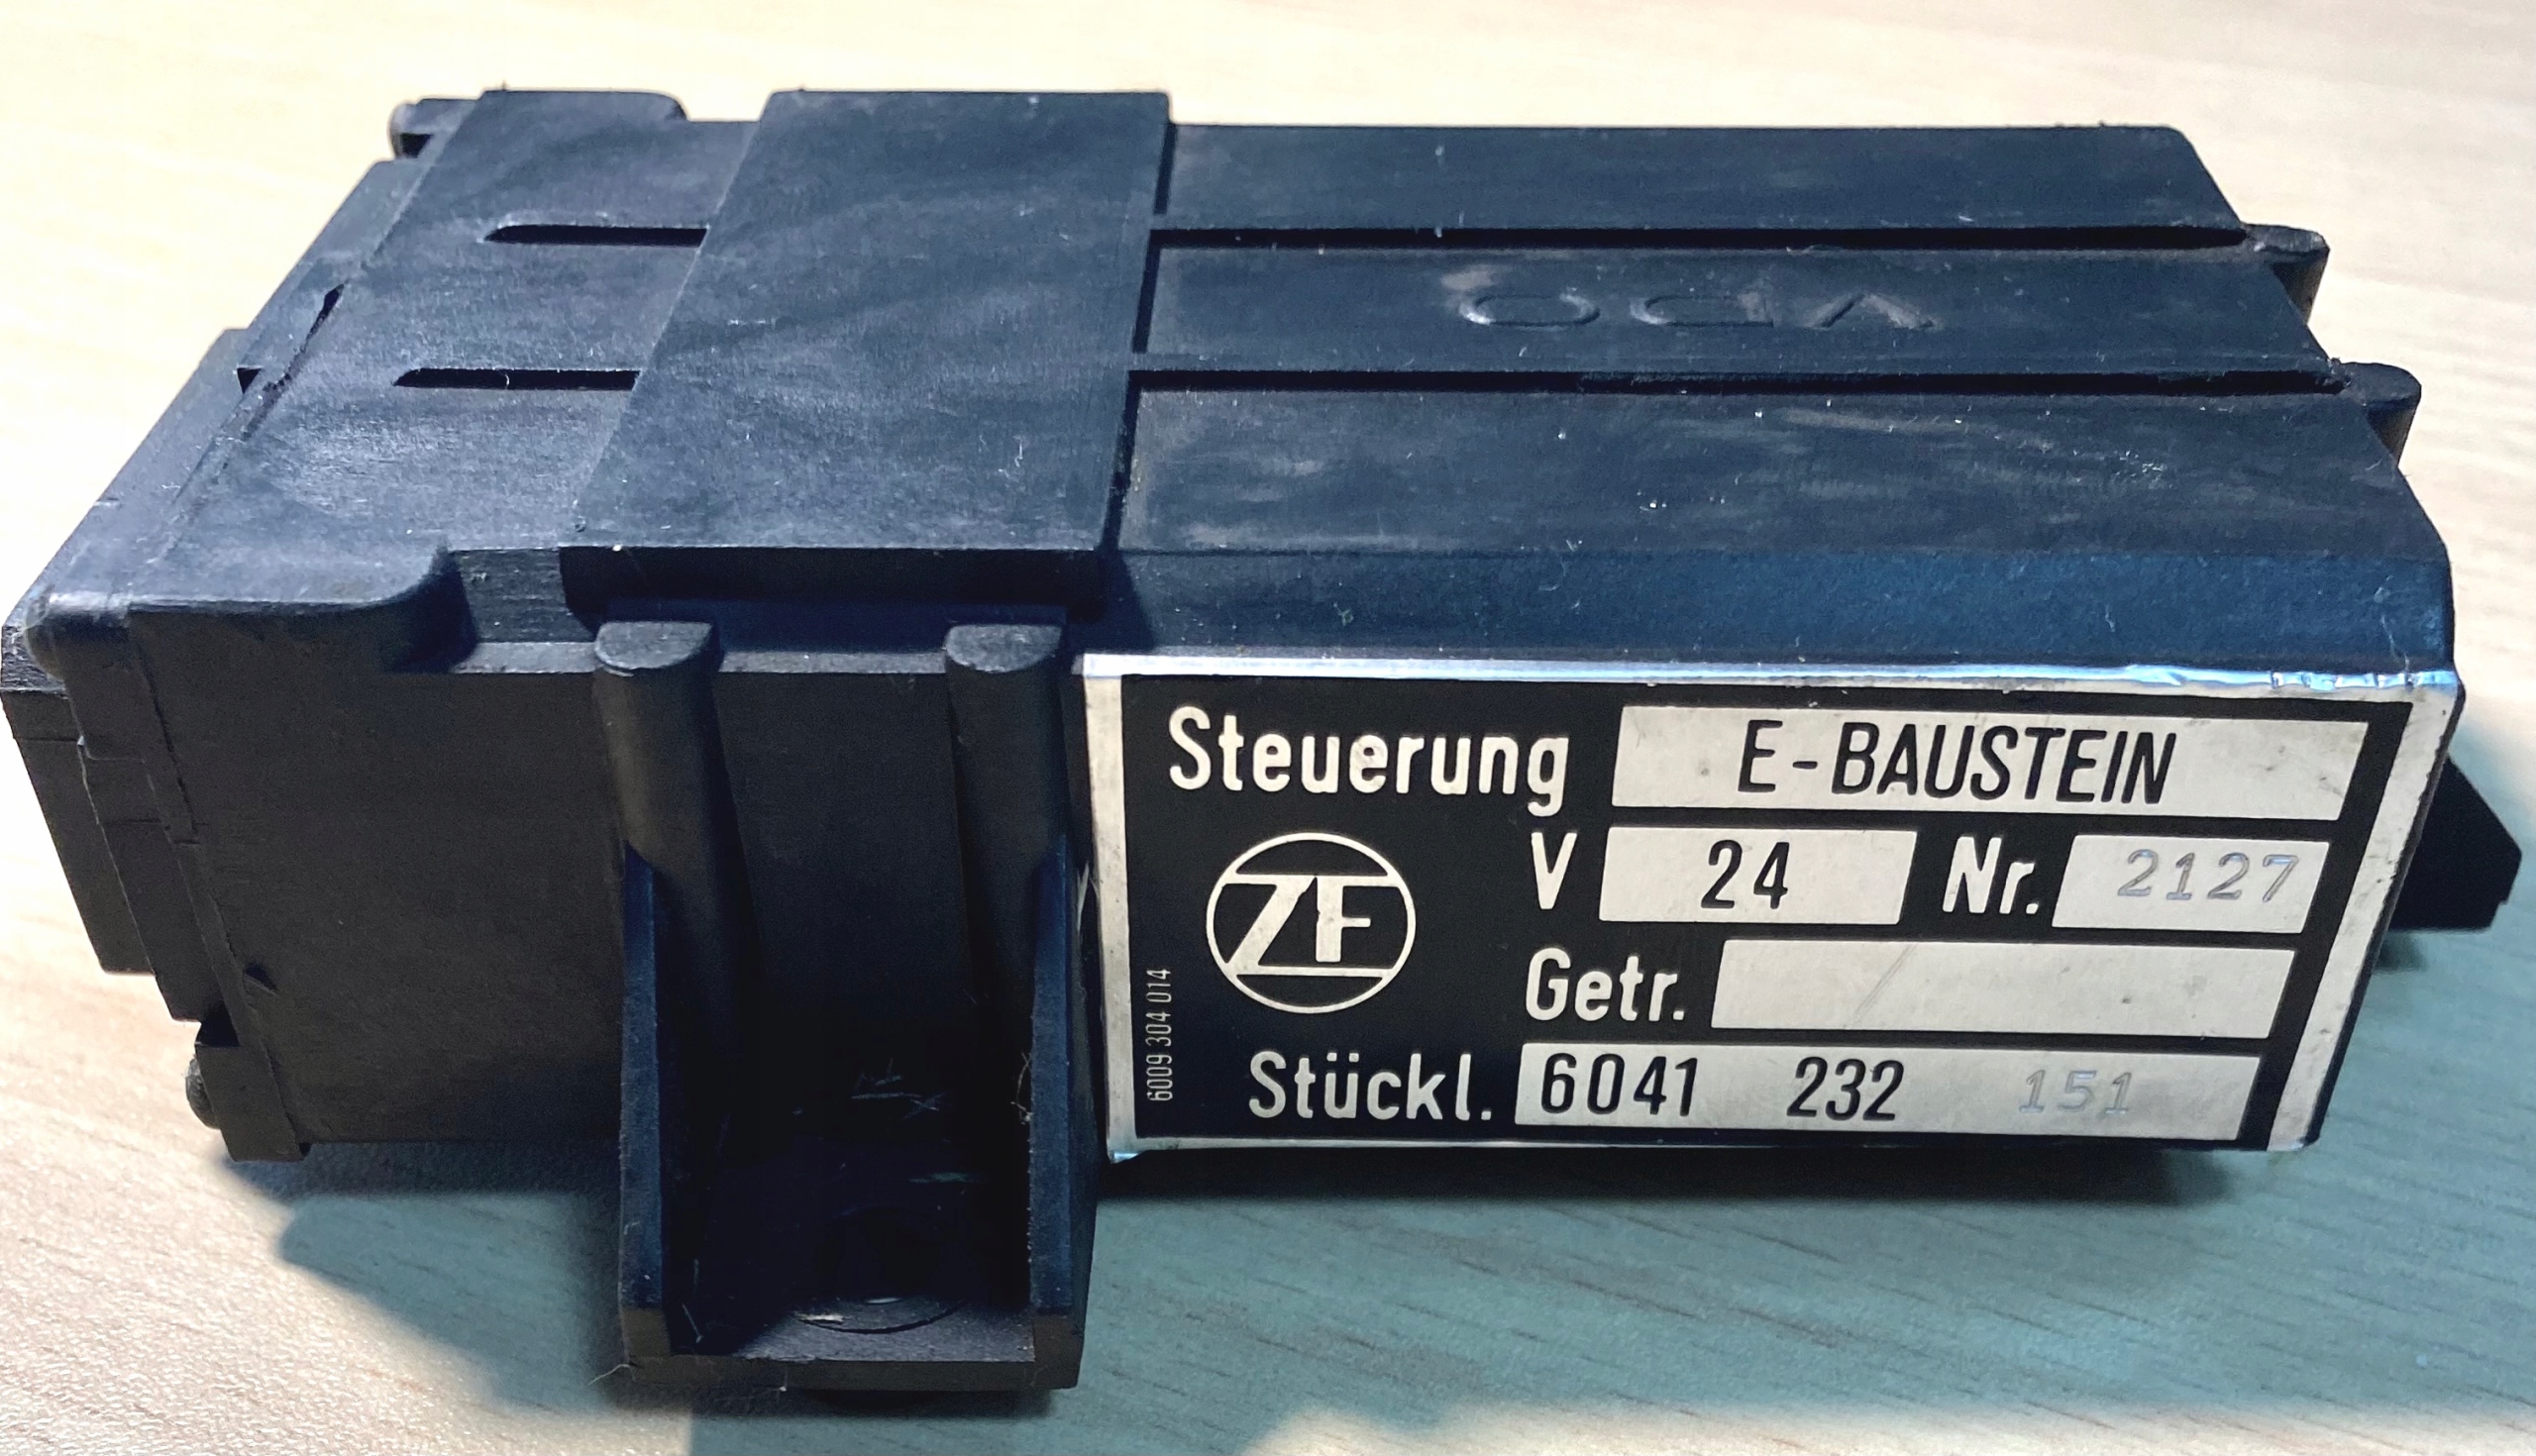 VDO
Steuerung E-BAUSTEIN
V 24 Nr. 2127
ZF
Getr.
Stückl. 6041 232 151
6009 304 014